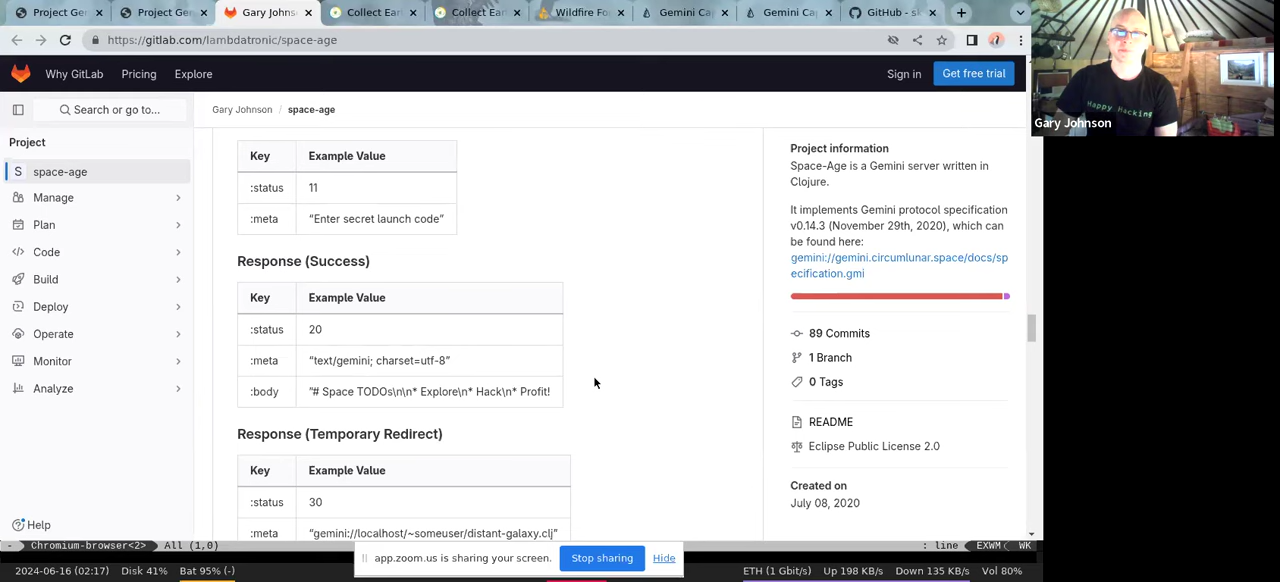 Project Ger
Project Ger
Gary Johns
Collect Ear
Collect Ear
Wildfire Fo
Gemini Ca
Gemini Ca
GitHub - sk
https://gitlab.com/lambdatronic/space-age
Why GitLab
Pricing
Explore
Sign in
Get free trial
Search or go to...
Gary Johnson / space-age
Project
S space-age
Manage
Plan
Code
Build
Deploy
Operate
Monitor
Analyze
Help
Key Example Value
:status 11
:meta “Enter secret launch code”
Response (Success)
Key Example Value
:status 20
:meta “text/gemini; charset=utf-8”
:body “# Space TODOs\n\n* Explore\n* Hack\n* Profit!
Response (Temporary Redirect)
Key Example Value
:status 30
:meta “gemini://localhost/~someuser/distant-galaxy.clj”
Project information
Space-Age is a Gemini server written in
Clojure.
It implements Gemini protocol specification
v0.14.3 (November 29th, 2020), which can
be found here:
gemini://gemini.circumlunar.space/docs/sp
ecification.gmi
89 Commits
1 Branch
0 Tags
README
Eclipse Public License 2.0
Created on
July 08, 2020
Happy Hacking
Gary Johnson
- Chromium-browser<2> All (1,0) : line EXWM WK
app.zoom.us is sharing your screen. Stop sharing Hide
2024-06-16 (02:17) Disk 41% Bat 95% (-) ETH (1 Gbit/s) Up 198 KB/s Down 135 KB/s Vol 80%